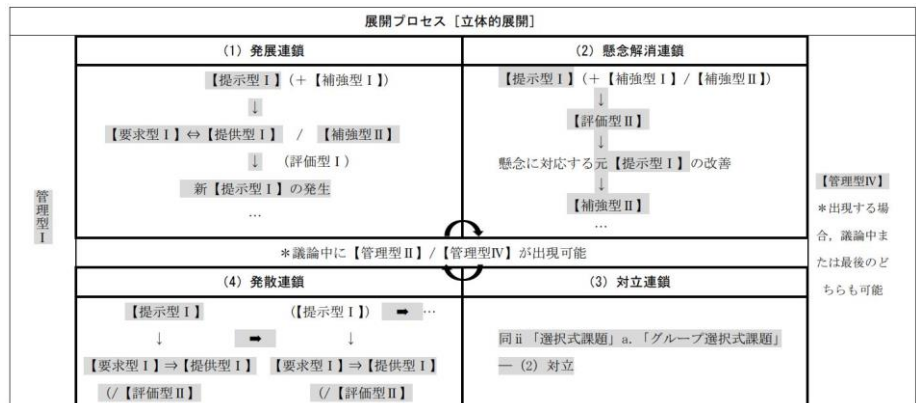 展開プロセス［立体的展開］
管理型Ⅰ
（1）発展連鎖
【提示型Ⅰ】(＋【補強型Ⅰ】)
↓
【要求型Ⅰ】⇔【提供型Ⅰ】 / 【補強型Ⅱ】
↓ (評価型Ⅰ)
新【提示型Ⅰ】の発生
…
（2）懸念解消連鎖
【提示型Ⅰ】(＋【補強型Ⅰ】/【補強型Ⅱ】)
↓
【評価型Ⅱ】
↓
懸念に対応する元【提示型Ⅰ】の改善
↓
【補強型Ⅱ】
…
＊議論中に【管理型Ⅱ】/【管理型Ⅳ】が出現可能
（4）発散連鎖
【提示型Ⅰ】 (【提示型Ⅰ】) ➡ …
↓ ➡ ↓
【要求型Ⅰ】⇒【提供型Ⅰ】 【要求型Ⅰ】⇒【提供型Ⅰ】
(/【評価型Ⅱ】 (/【評価型Ⅱ】
（3）対立連鎖
同ⅱ「選択式課題」a.「グループ選択式課題」
—（2）対立
【管理型Ⅳ】
＊出現する場
合，議論中ま
たは最後のど
ちらも可能